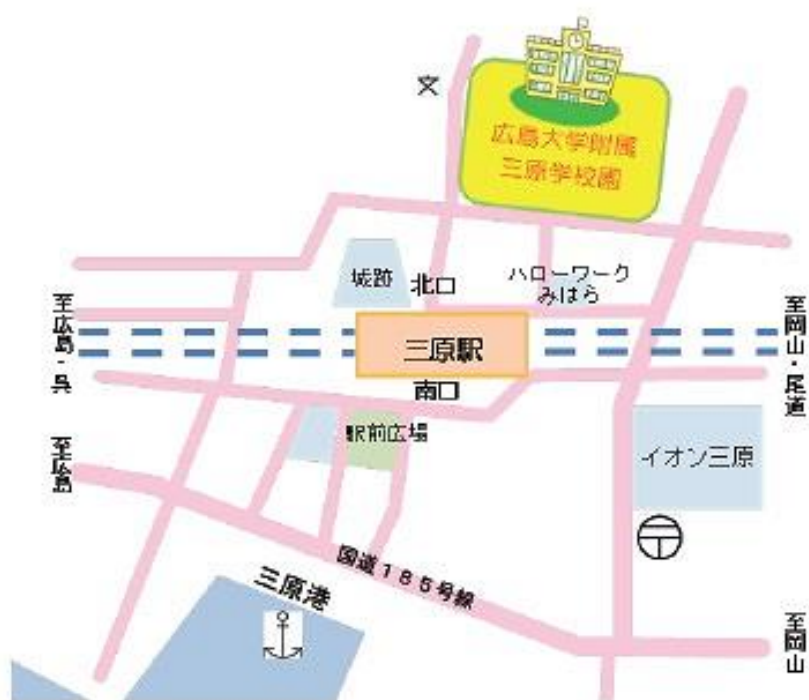 文
広島大学附属
三原学校園
城跡
北口
ハローワーク
みはら
至広島・呉
三原駅
至岡山・尾道
南口
駅前広場
至広島
イオン三原
国道185号線
三原港
至岡山